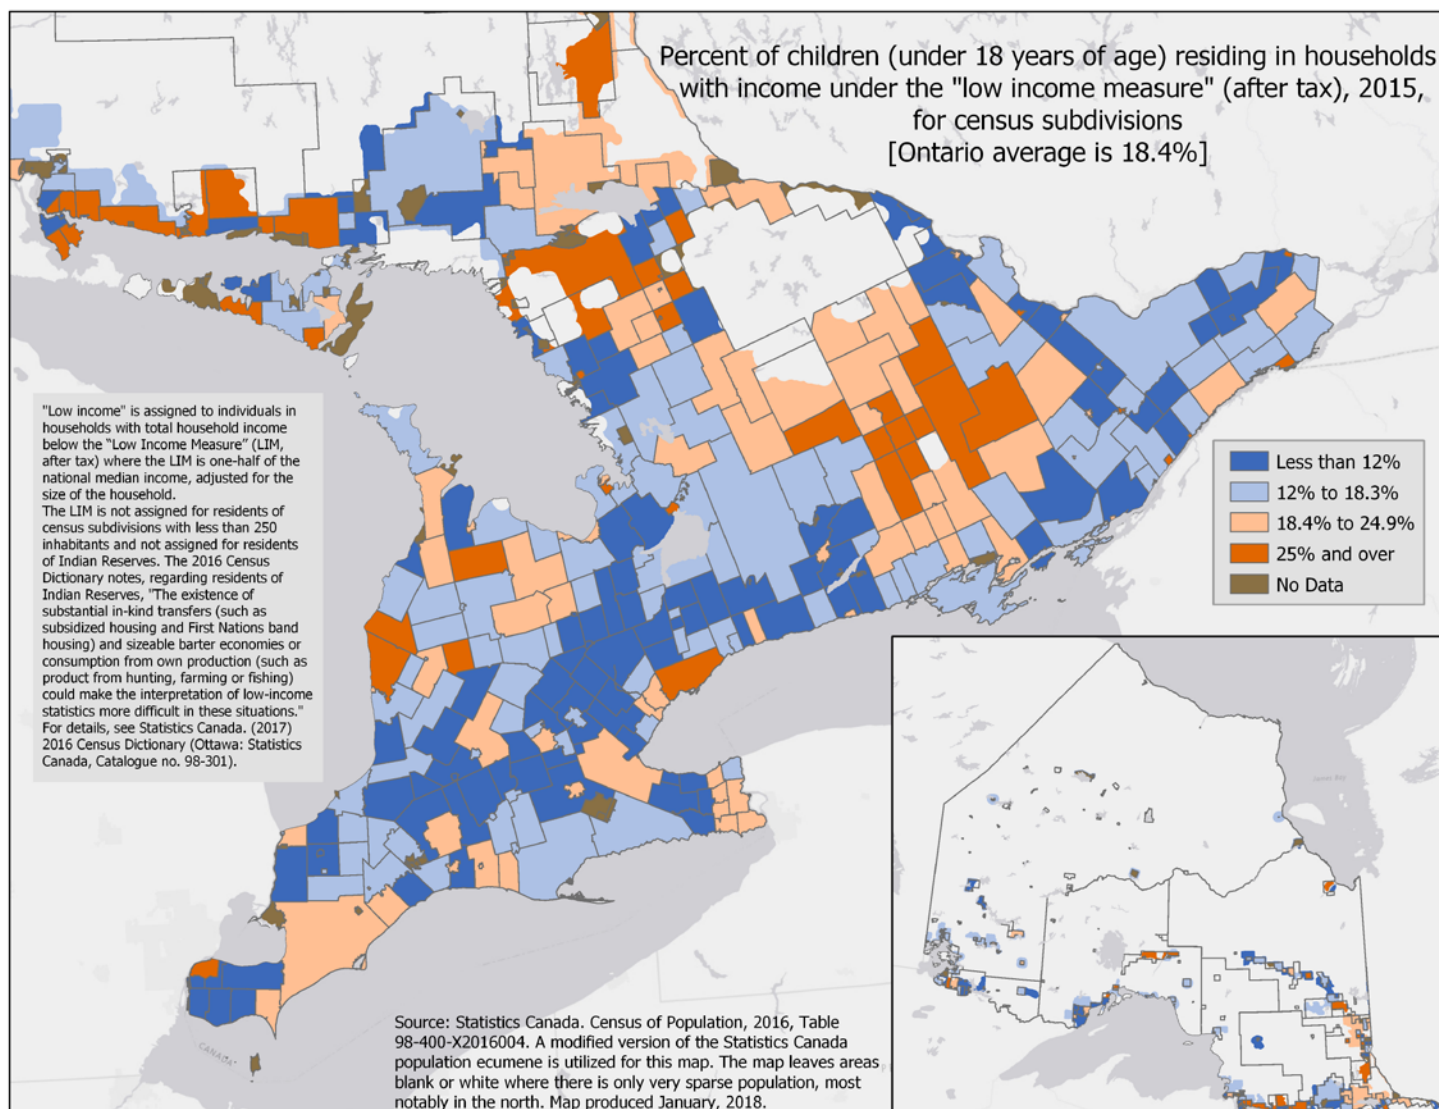 Percent of children (under 18 years of age) residing in households
with income under the "low income measure" (after tax), 2015,
for census subdivisions
[Ontario average is 18.4%]
"Low income" is assigned to individuals in
households with total household income
below the “Low Income Measure” (LIM,
after tax) where the LIM is one-half of the
national median income, adjusted for the
size of the household.
The LIM is not assigned for residents of
census subdivisions with less than 250
inhabitants and not assigned for residents
of Indian Reserves. The 2016 Census
Dictionary notes, regarding residents of
Indian Reserves, "The existence of
substantial in-kind transfers (such as
subsidized housing and First Nations band
housing) and sizeable barter economies or
consumption from own production (such as
product from hunting, farming or fishing)
could make the interpretation of low-income
statistics more difficult in these situations."
For details, see Statistics Canada. (2017)
2016 Census Dictionary (Ottawa: Statistics
Canada, Catalogue no. 98-301).
Less than 12%
12% to 18.3%
18.4% to 24.9%
25% and over
No Data
James Bay
CANADA
Source: Statistics Canada. Census of Population, 2016, Table
98-400-X2016004. A modified version of the Statistics Canada
population ecumene is utilized for this map. The map leaves areas
blank or white where there is only very sparse population, most
notably in the north. Map produced January, 2018.